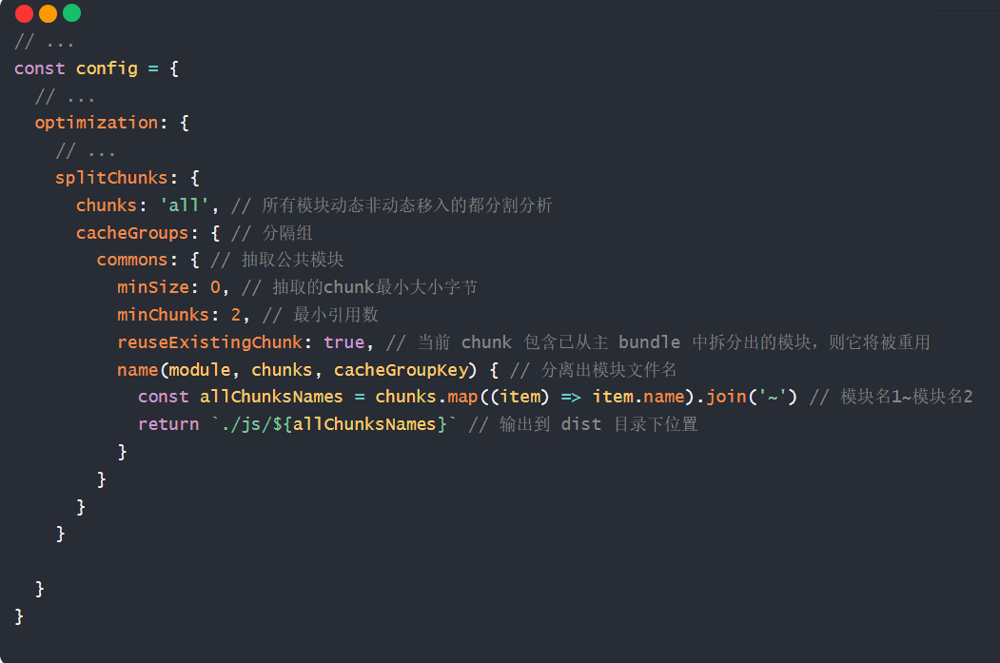 // ...
const config = {
  // ...
  optimization: {
    // ...
    splitChunks: {
      chunks: 'all', // 所有模块动态非动态移入的都分割分析
      cacheGroups: { // 分隔组
        commons: { // 抽取公共模块
          minSize: 0, // 抽取的chunk最小大小字节
          minChunks: 2, // 最小引用数
          reuseExistingChunk: true, // 当前 chunk 包含已从主 bundle 中拆分出的模块，则它将被重用
          name(module, chunks, cacheGroupKey) { // 分离出模块文件名
            const allChunksNames = chunks.map((item) => item.name).join('~') // 模块名1~模块名2
            return `./js/${allChunksNames}` // 输出到 dist 目录下位置
          }
        }
      }
    }

  }
}